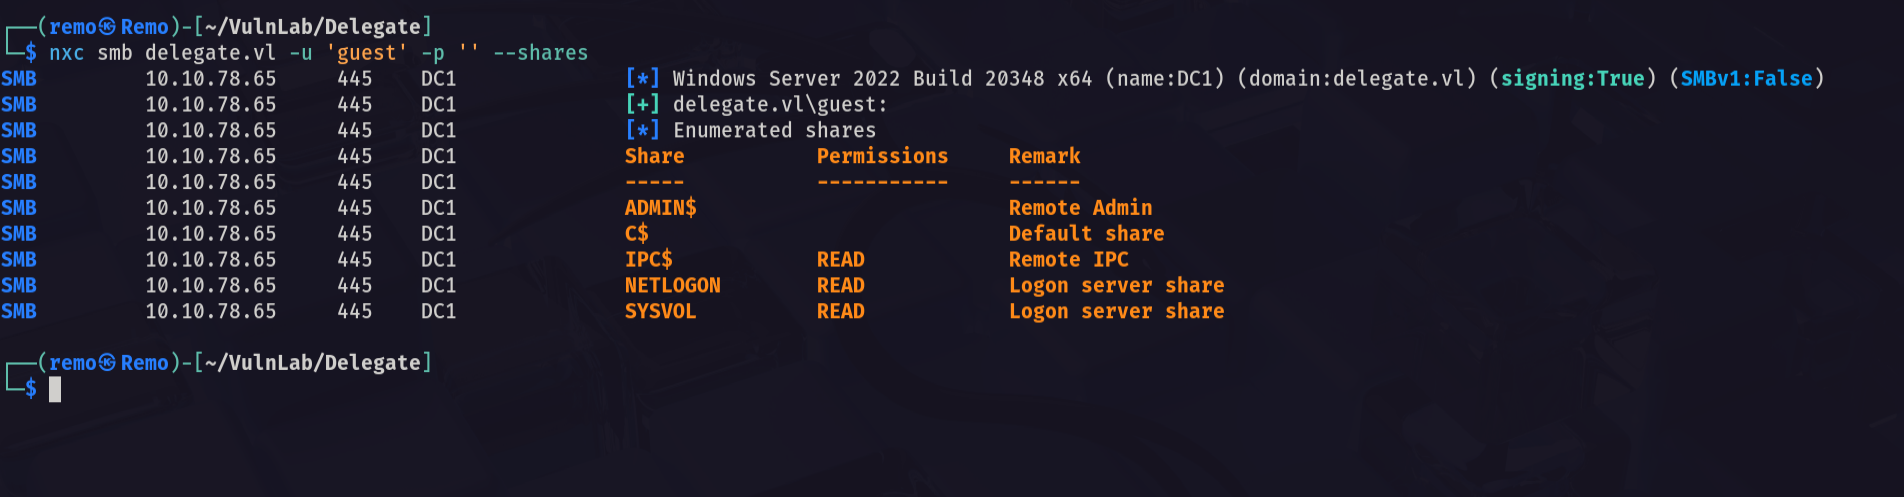 ┌──(remo㉿Remo)-[~/VulnLab/Delegate]
└─$ nxc smb delegate.vl -u 'guest' -p '' --shares
SMB         10.10.78.65     445    DC1              [*] Windows Server 2022 Build 20348 x64 (name:DC1) (domain:delegate.vl) (signing:True) (SMBv1:False)
SMB         10.10.78.65     445    DC1              [+] delegate.vl\guest:
SMB         10.10.78.65     445    DC1              [*] Enumerated shares
SMB         10.10.78.65     445    DC1              Share           Permissions     Remark
SMB         10.10.78.65     445    DC1              -----           -----------     ------
SMB         10.10.78.65     445    DC1              ADMIN$                          Remote Admin
SMB         10.10.78.65     445    DC1              C$                              Default share
SMB         10.10.78.65     445    DC1              IPC$            READ            Remote IPC
SMB         10.10.78.65     445    DC1              NETLOGON        READ            Logon server share
SMB         10.10.78.65     445    DC1              SYSVOL          READ            Logon server share
┌──(remo㉿Remo)-[~/VulnLab/Delegate]
└─$